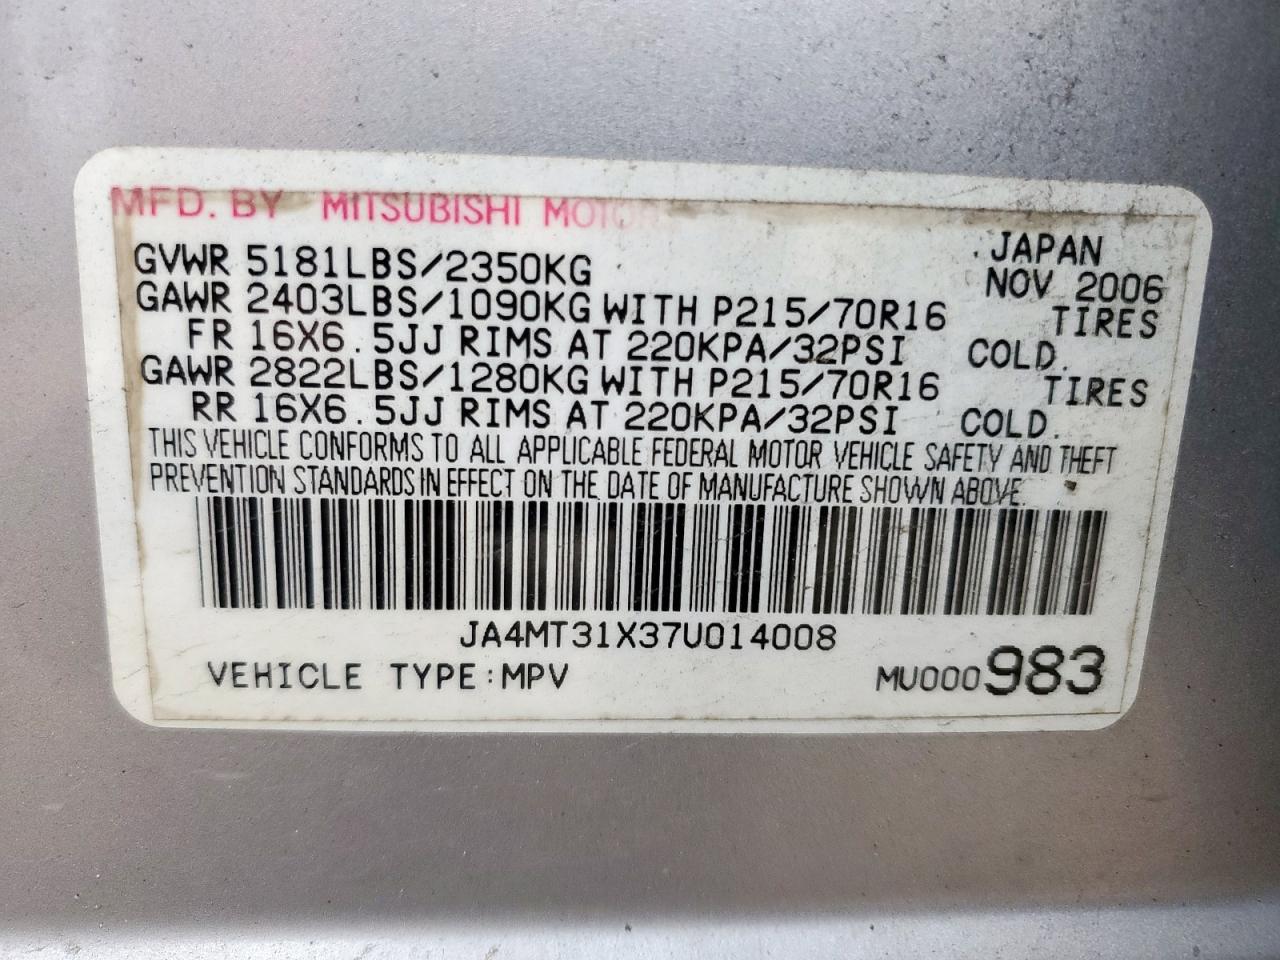 MFD. BY MITSUBISHI MOTOR
JAPAN
GVWR 5181LBS/2350KG NOV 2006
GAWR 2403LBS/1090KG WITH P215/70R16 TIRES
FR 16X6.5JJ RIMS AT 220KPA/32PSI COLD.
GAWR 2822LBS/1280KG WITH P215/70R16 TIRES
RR 16X6.5JJ RIMS AT 220KPA/32PSI COLD.
THIS VEHICLE CONFORMS TO ALL APPLICABLE FEDERAL MOTOR VEHICLE SAFETY AND THEFT
PREVENTION STANDARDS IN EFFECT ON THE DATE OF MANUFACTURE SHOWN ABOVE.
JA4MT31X37U014008
VEHICLE TYPE:MPV MU000983